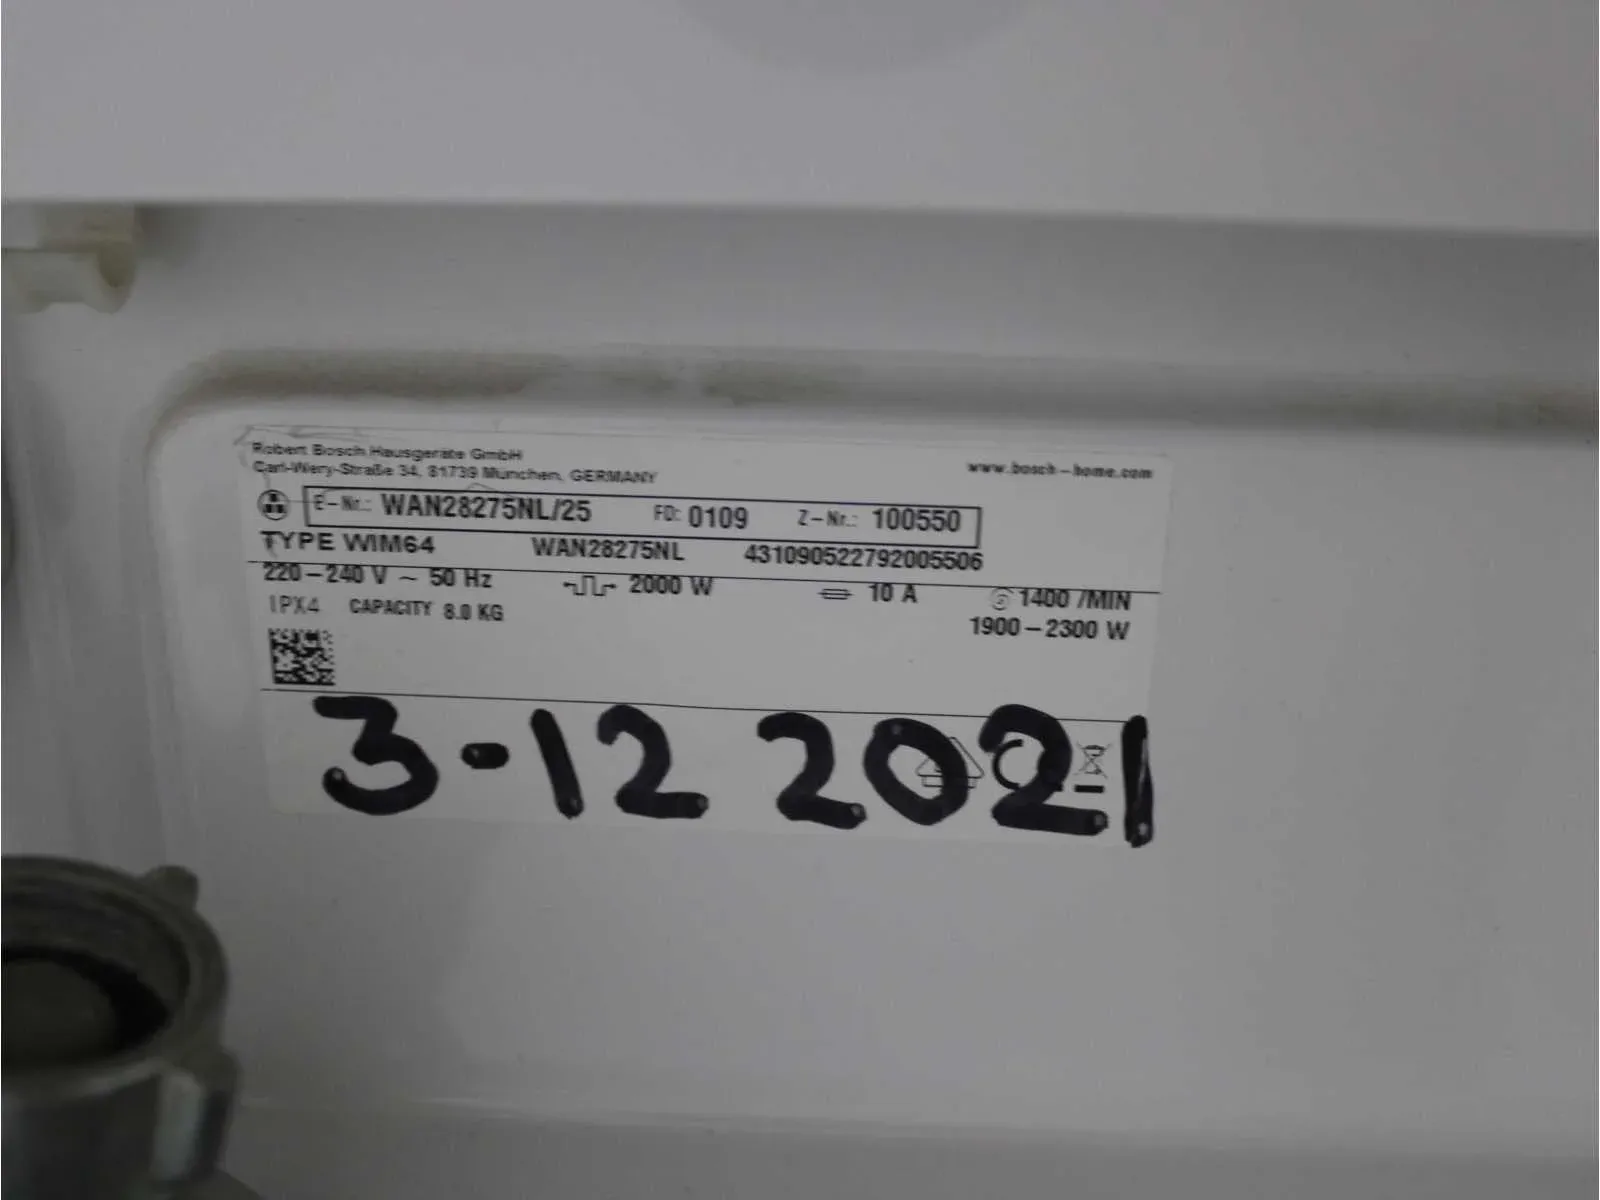 Robert Bosch Hausgeräte GmbH
Carl-Wery-Straße 34, 81739 München, GERMANY
www.bosch-home.com
E-Nr.: WAN28275NL/25 FD: 0109 Z-Nr.: 100550
TYPE WIM64 WAN28275NL 431090522792005506
220-240 V ~ 50 Hz 2000 W 10 A 1400 /MIN
IPX4 CAPACITY 8.0 KG 1900-2300 W
3-12 2021